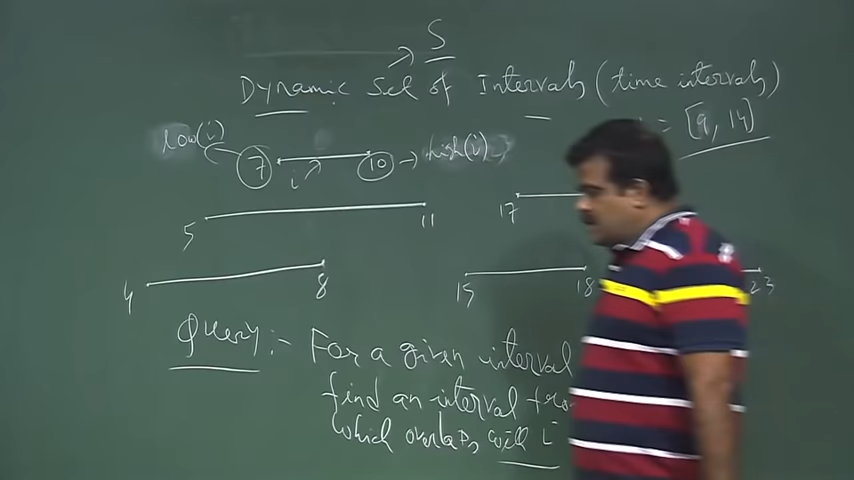 S
Dynamic Set of Intervals (time intervals)
= [9, 14]
low(i) 7 10 → high(i)
i
5 11 17
4 8 15 18 23
Query :- For a given interval
find an interval
which overlaps with i